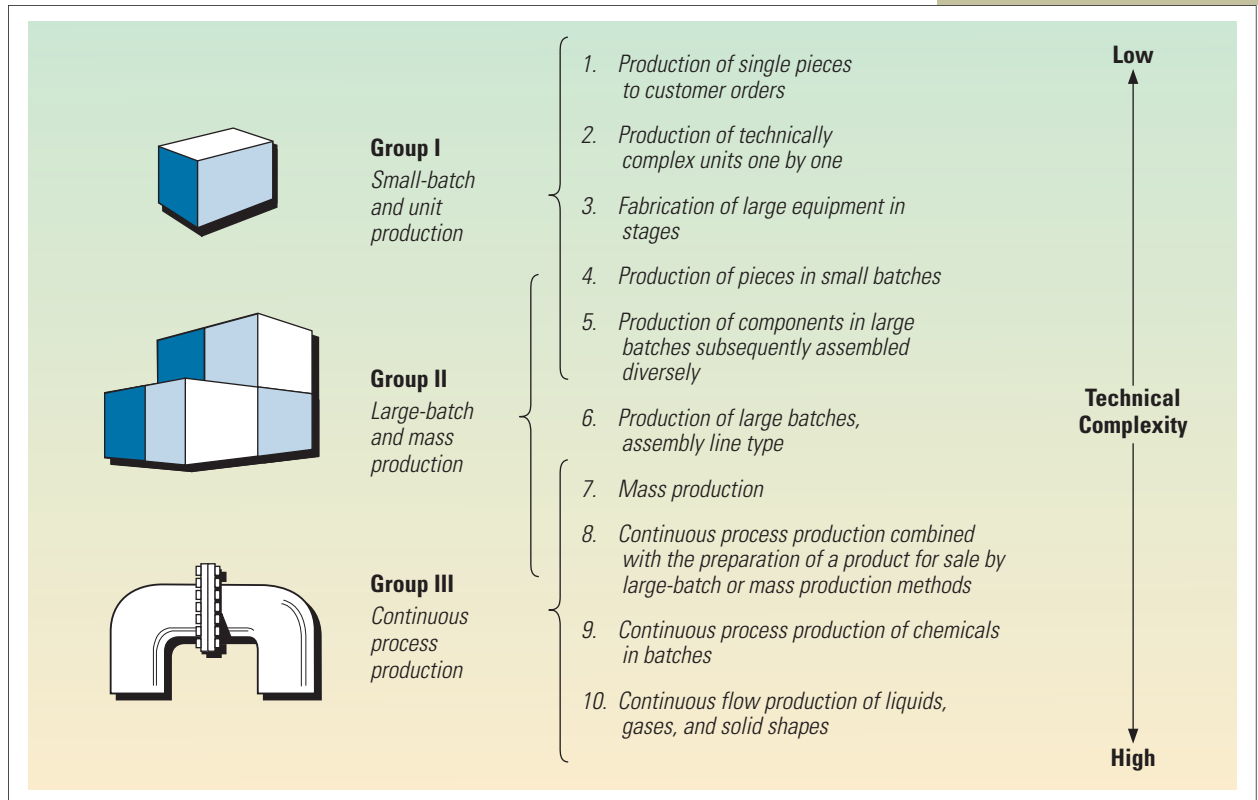 Group I
Small-batch
and unit
production
Group II
Large-batch
and mass
production
Group III
Continuous
process
production
1. Production of single pieces
to customer orders
2. Production of technically
complex units one by one
3. Fabrication of large equipment in
stages
4. Production of pieces in small batches
5. Production of components in large
batches subsequently assembled
diversely
6. Production of large batches,
assembly line type
7. Mass production
8. Continuous process production combined
with the preparation of a product for sale by
large-batch or mass production methods
9. Continuous process production of chemicals
in batches
10. Continuous flow production of liquids,
gases, and solid shapes
Low
Technical
Complexity
High